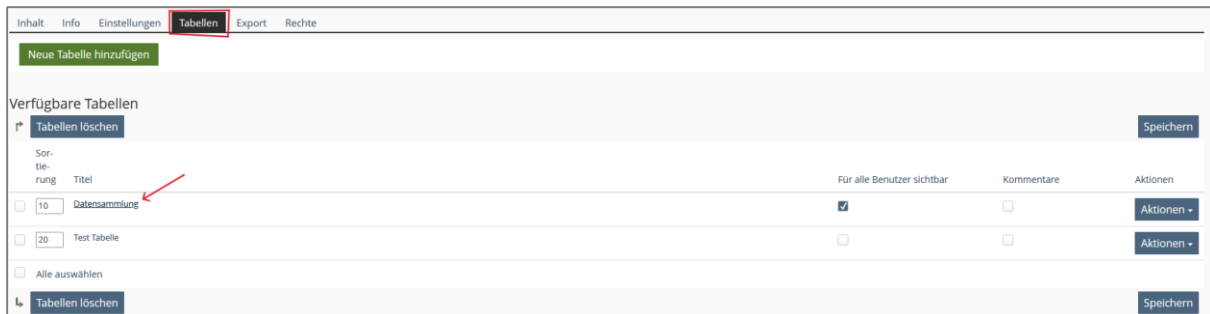 Inhalt Info Einstellungen Tabellen Export Rechte
Neue Tabelle hinzufügen
Verfügbare Tabellen
Tabellen löschen Speichern
Sor-
tie-
rung Titel Für alle Benutzer sichtbar Kommentare Aktionen
10 Datensammlung Aktionen
20 Test Tabelle Aktionen
Alle auswählen
Tabellen löschen Speichern